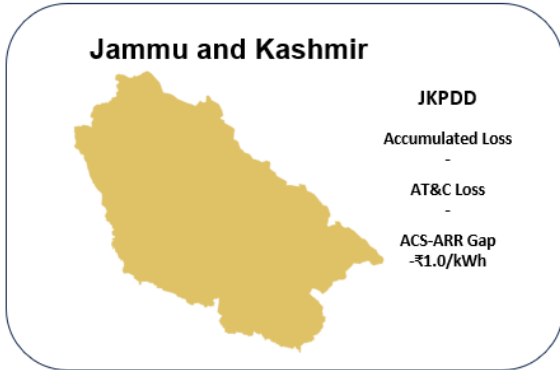 Jammu and Kashmir
JKPDD
Accumulated Loss
-
AT&C Loss
-
ACS-ARR Gap
-₹1.0/kWh